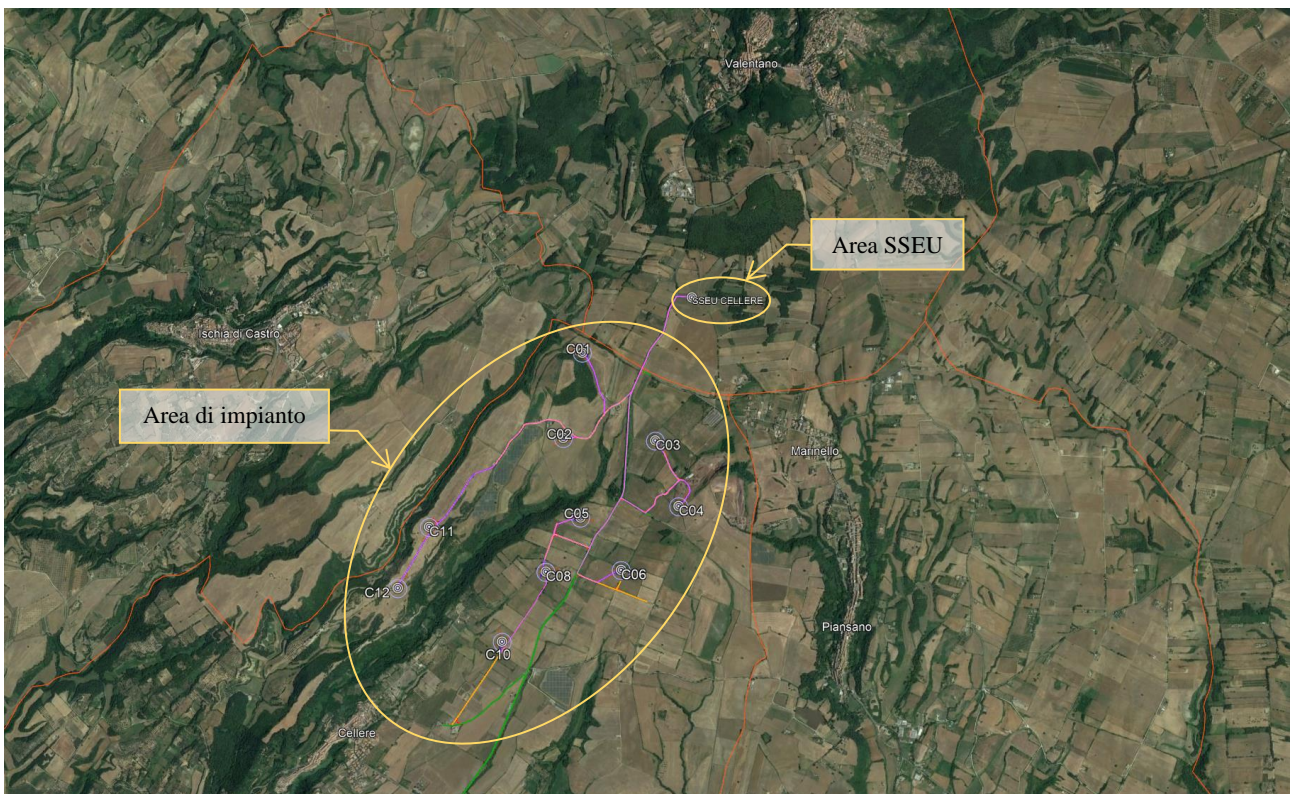 Valentano
Area SSEU
SSEU CELLERE
Ischia di Castro
C01
Area di impianto
C02
C03
Marinello
C04
C05
C11
C08
C06
C12
Piansano
C10
Cellere